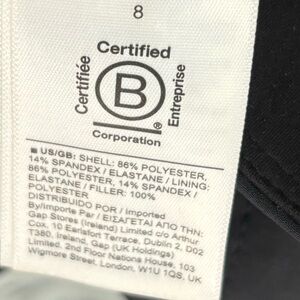 8
Certified
Certifiée
B
®
Entreprise
Corporation
■ US/GB: SHELL: 86% POLYESTER,
14% SPANDEX / ELASTANE / LINING:
86% POLYESTER, 14% SPANDEX /
ELASTANE / FILLER: 100%
POLYESTER
DISTRIBUIDO POR / Imported
By/Importe Par / ΕΙΣΑΓΕΤΑΙ ΑΠΟ ΤΗΝ:
Gap Stores (Ireland) Limited c/o Arthur
Cox, 10 Earlsfort Terrace, Dublin 2, D02
T380, Ireland, Gap (UK Holdings)
Limited, 2nd Floor Nations House, 103
Wigmore Street, London, W1U 1QS, UK